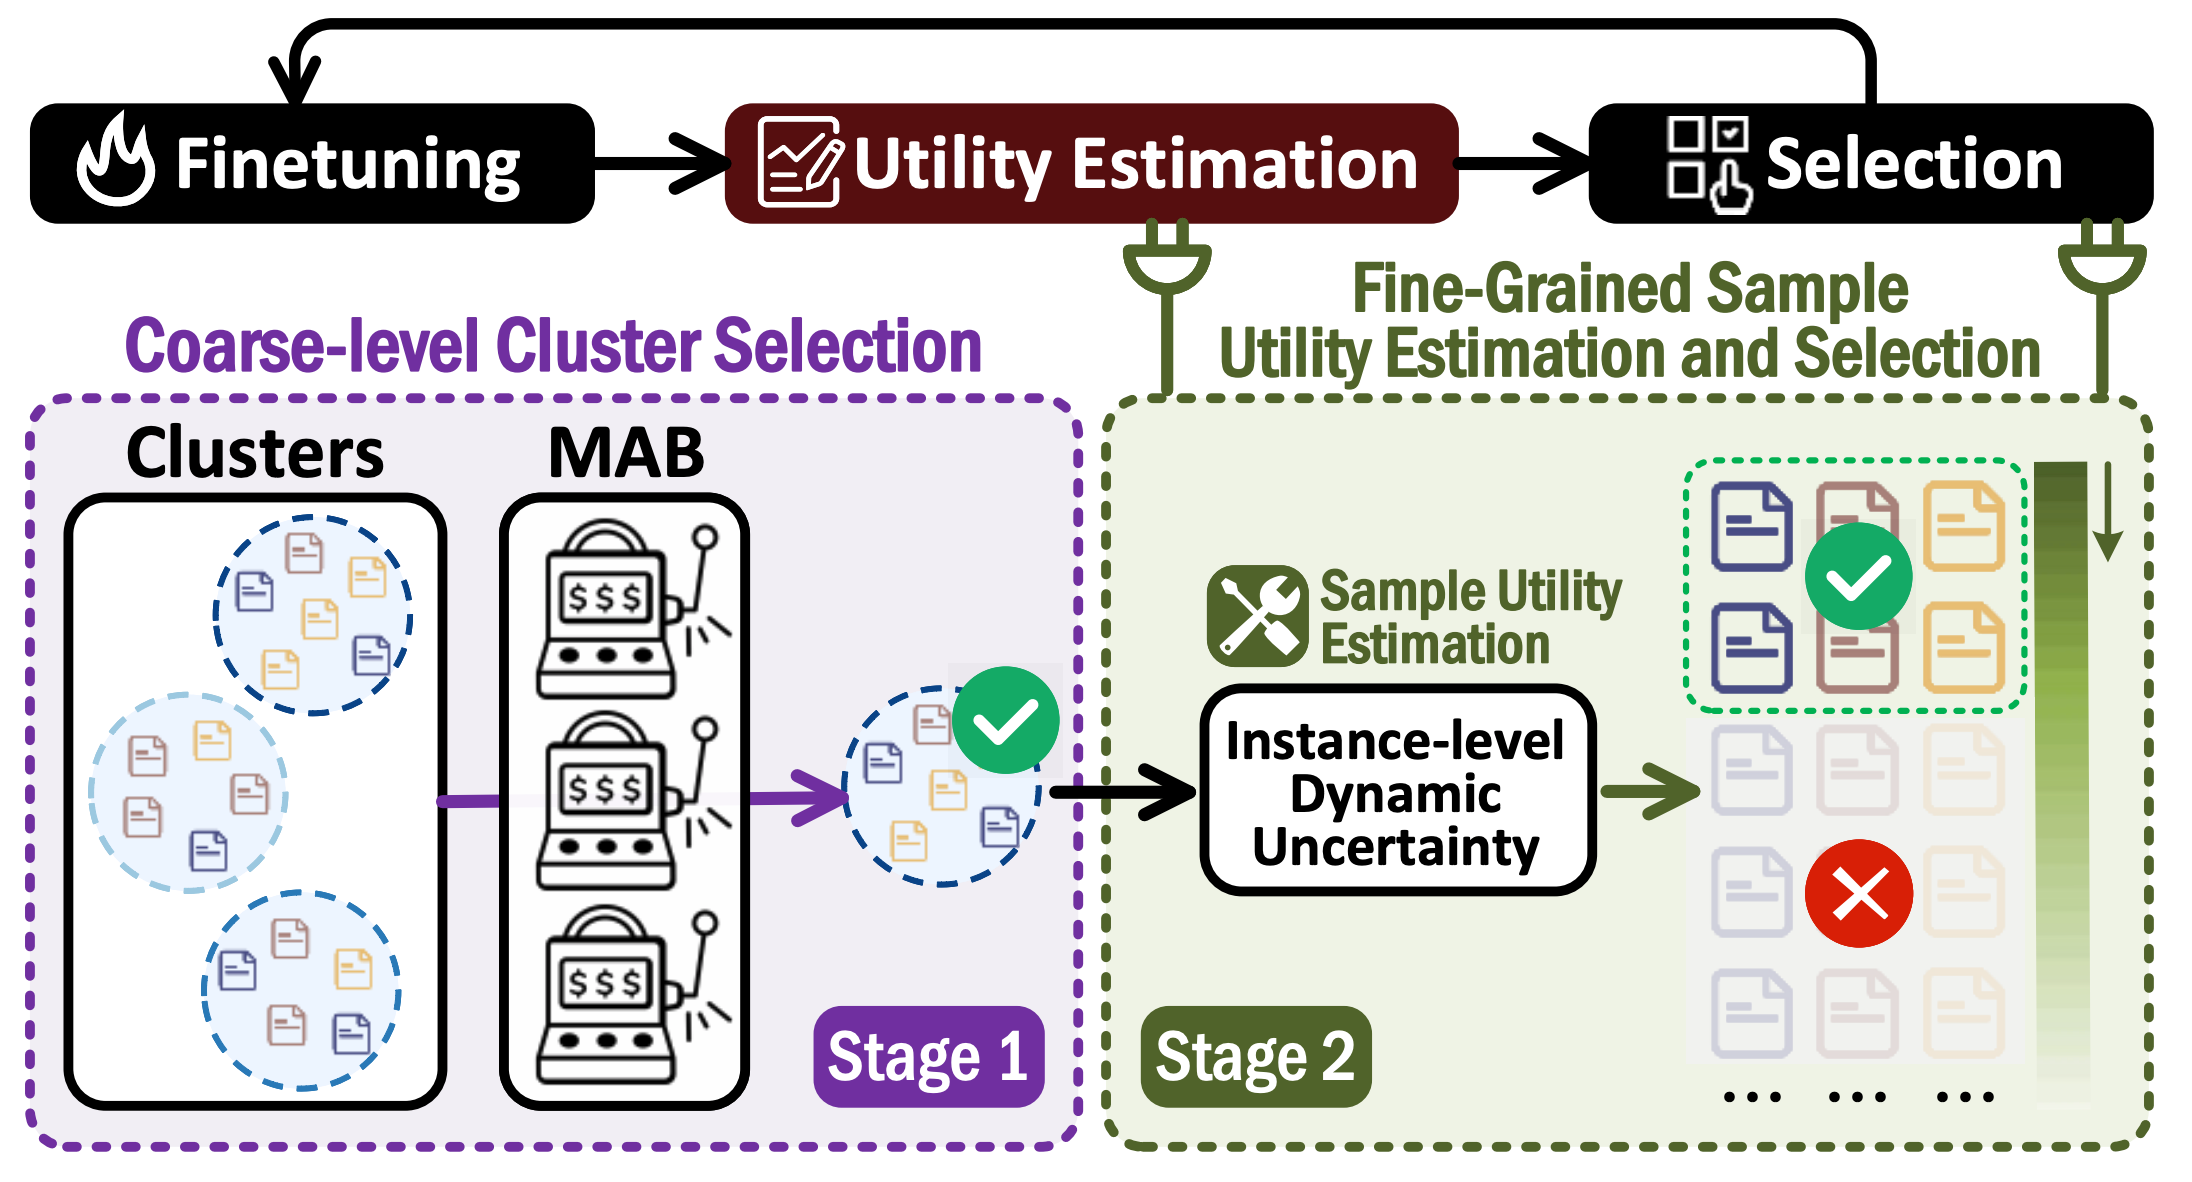 Finetuning
Utility Estimation
Selection
Coarse-level Cluster Selection
Fine-Grained Sample
Utility Estimation and Selection
Clusters
MAB
$$$
$$$
$$$
Stage 1
Sample Utility
Estimation
Instance-level
Dynamic
Uncertainty
Stage 2
... ... ...